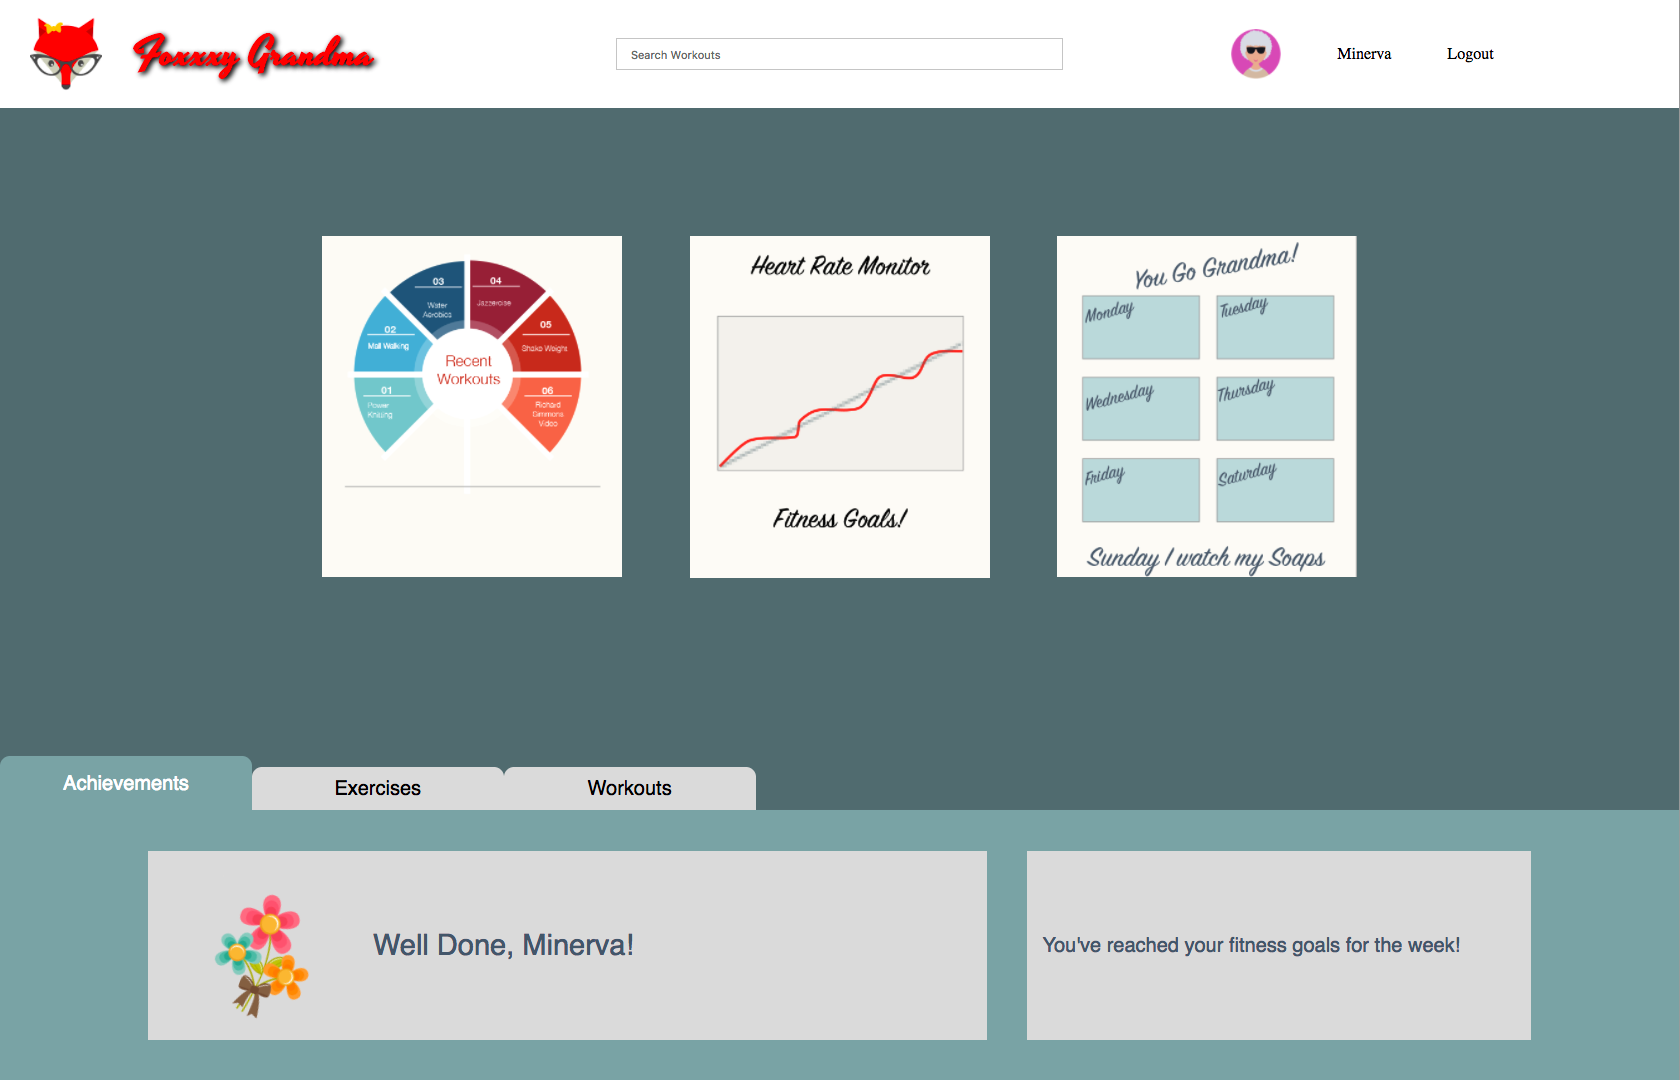 Foxxxy Grandma
Search Workouts
Minerva
Logout
03
Water
Aerobics
04
Jazzercise
02
Mall Walking
05
Shake Weight
Recent
Workouts
01
Power
Knitting
06
Richard
Simmons
Video
Heart Rate Monitor
Fitness Goals!
You Go Grandma!
Monday
Tuesday
Wednesday
Thursday
Friday
Saturday
Sunday I watch my Soaps
Achievements
Exercises
Workouts
Well Done, Minerva!
You've reached your fitness goals for the week!